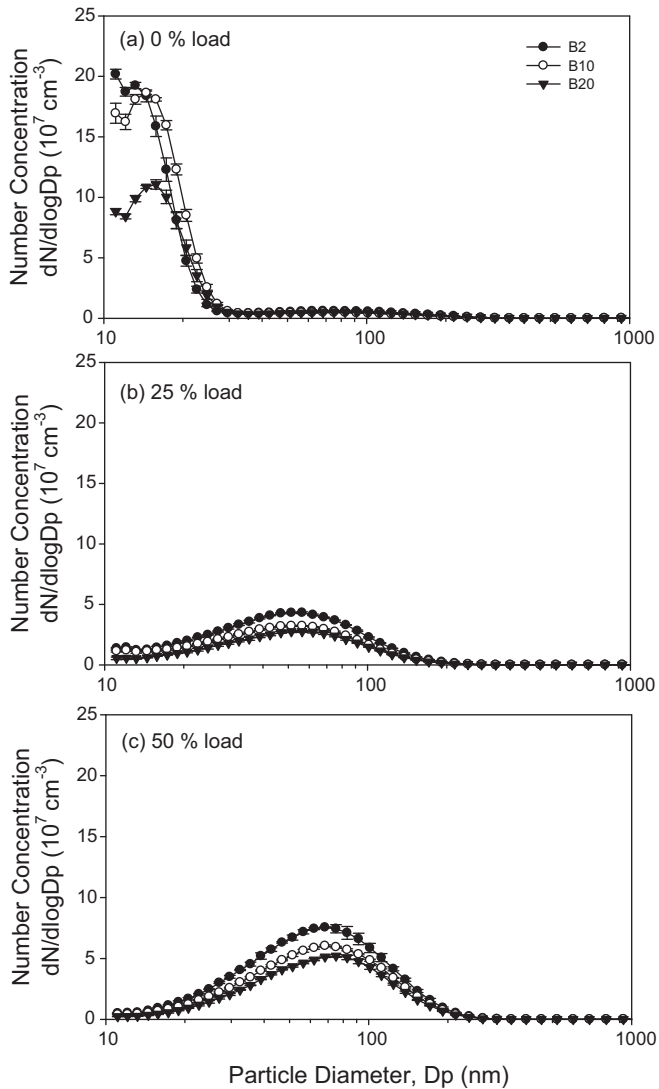 (a) 0 % load
B2
B10
B20
Number Concentration
dN/dlogDp (10⁷ cm⁻³)
25
20
15
10
5
0
10
100
1000
(b) 25 % load
Number Concentration
dN/dlogDp (10⁷ cm⁻³)
25
20
15
10
5
0
10
100
1000
(c) 50 % load
Number Concentration
dN/dlogDp (10⁷ cm⁻³)
25
20
15
10
5
0
10
100
1000
Particle Diameter, Dp (nm)